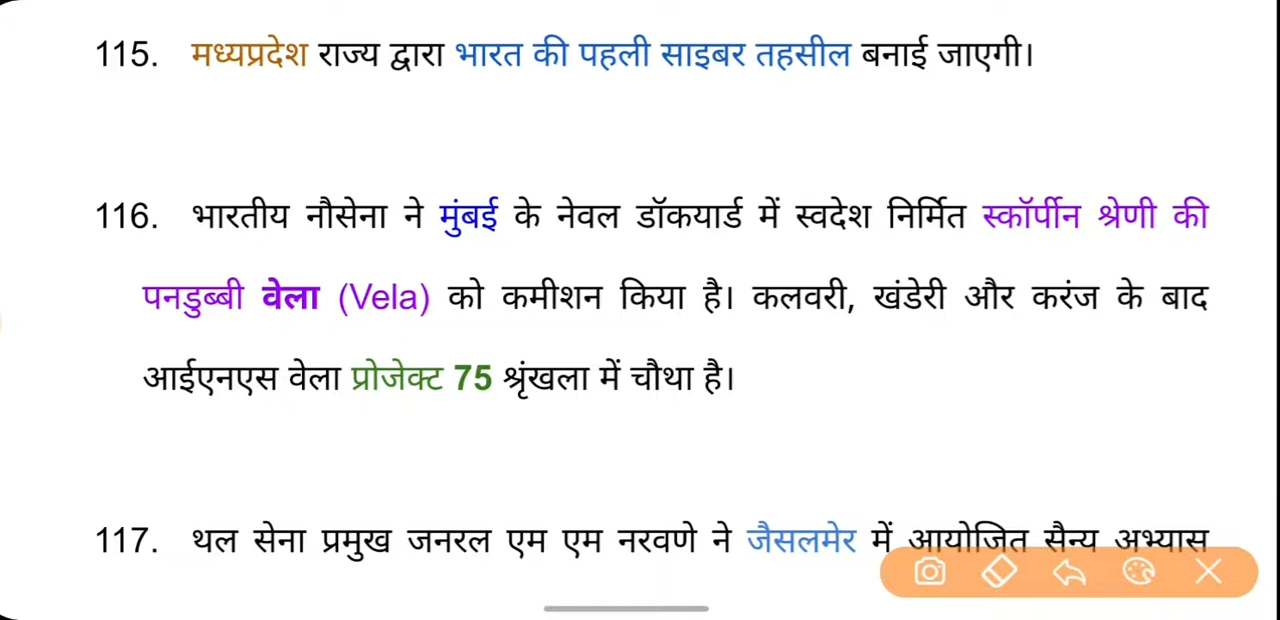 115. मध्यप्रदेश राज्य द्वारा भारत की पहली साइबर तहसील बनाई जाएगी।
116. भारतीय नौसेना ने मुंबई के नेवल डॉकयार्ड में स्वदेश निर्मित स्कॉर्पीन श्रेणी की
पनडुब्बी वेला (Vela) को कमीशन किया है। कलवरी, खंडेरी और करंज के बाद
आईएनएस वेला प्रोजेक्ट 75 श्रृंखला में चौथा है।
117. थल सेना प्रमुख जनरल एम एम नरवणे ने जैसलमेर में आयोजित सैन्य अभ्यास